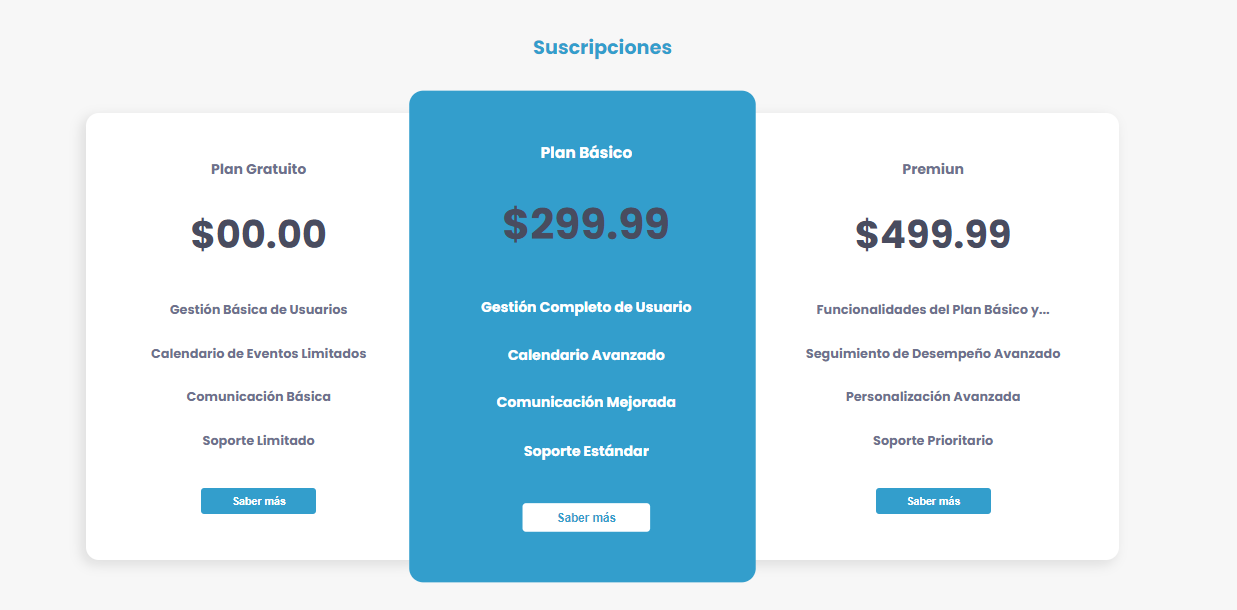 Suscripciones
Plan Gratuito
$00.00
Gestión Básica de Usuarios
Calendario de Eventos Limitados
Comunicación Básica
Soporte Limitado
Saber más
Plan Básico
$299.99
Gestión Completo de Usuario
Calendario Avanzado
Comunicación Mejorada
Soporte Estándar
Saber más
Premiun
$499.99
Funcionalidades del Plan Básico y...
Seguimiento de Desempeño Avanzado
Personalización Avanzada
Soporte Prioritario
Saber más